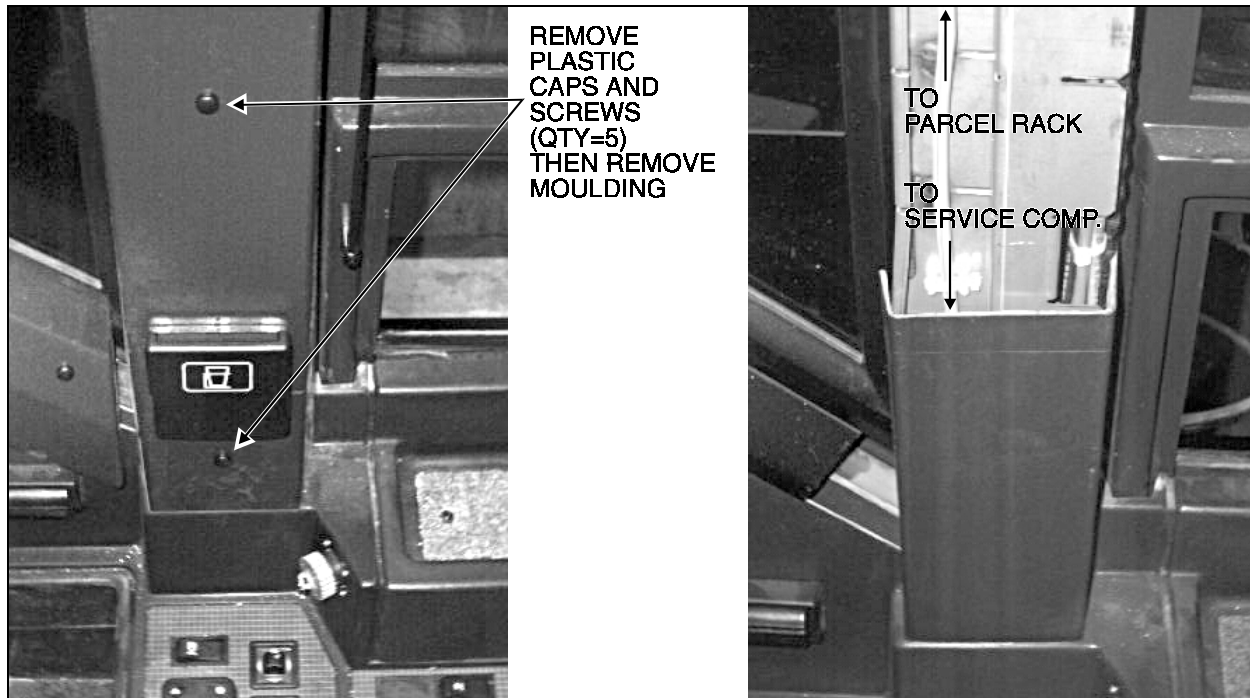 REMOVE
PLASTIC
CAPS AND
SCREWS
(QTY=5)
THEN REMOVE
MOULDING
TO
PARCEL RACK
TO
SERVICE COMP.